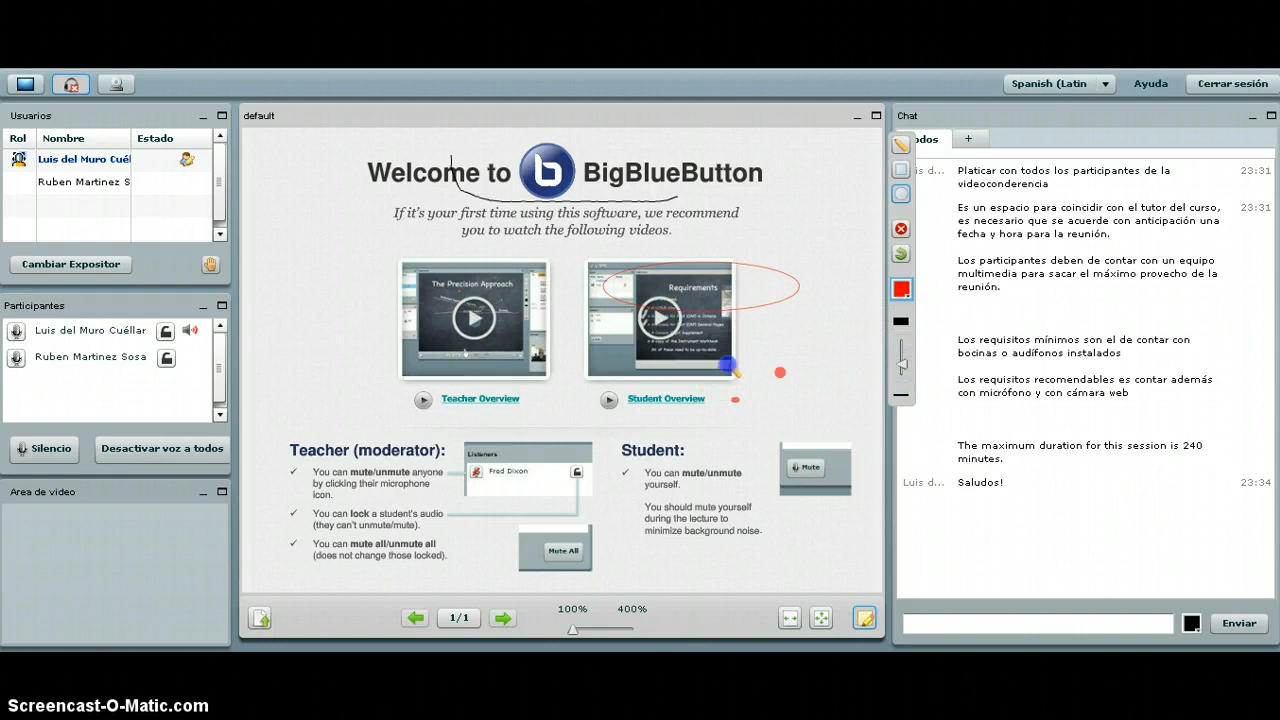 Spanish (Latin
Ayuda
Cerrar sesión
Usuarios
Rol Nombre Estado
Luis del Muro Cuél
Ruben Martinez S
Cambiar Expositor
Participantes
Luis del Muro Cuéllar
Ruben Martinez Sosa
Silencio
Desactivar voz a todos
Area de video
default
Welcome to BigBlueButton
If it's your first time using this software, we recommend
you to watch the following videos.
The Precision Approach
Requirements
Teacher Overview
Student Overview
Teacher (moderator):
You can mute/unmute anyone
by clicking their microphone
icon.
You can lock a student's audio
(they can't unmute/mute).
You can mute all/unmute all
(does not change those locked).
Listeners
Fred Dixon
Mute All
Student:
You can mute/unmute
yourself.
You should mute yourself
during the lecture to
minimize background noise
Mute
1/1
100% 400%
Chat
odos +
is d... Platicar con todos los participantes de la 23:31
videoconderencia
Es un espacio para coincidir con el tutor del curso, 23:31
es necesario que se acuerde con anticipación una
fecha y hora para la reunión.
Los participantes deben de contar con un equipo
multimedia para sacar el máximo provecho de la
reunión.
Los requisitos mínimos son el de contar con
bocinas o audífonos instalados
Los requisitos recomendables es contar además
con micrófono y con cámara web
The maximum duration for this session is 240
minutes.
Luis d... Saludos! 23:34
Enviar
Screencast-O-Matic.com